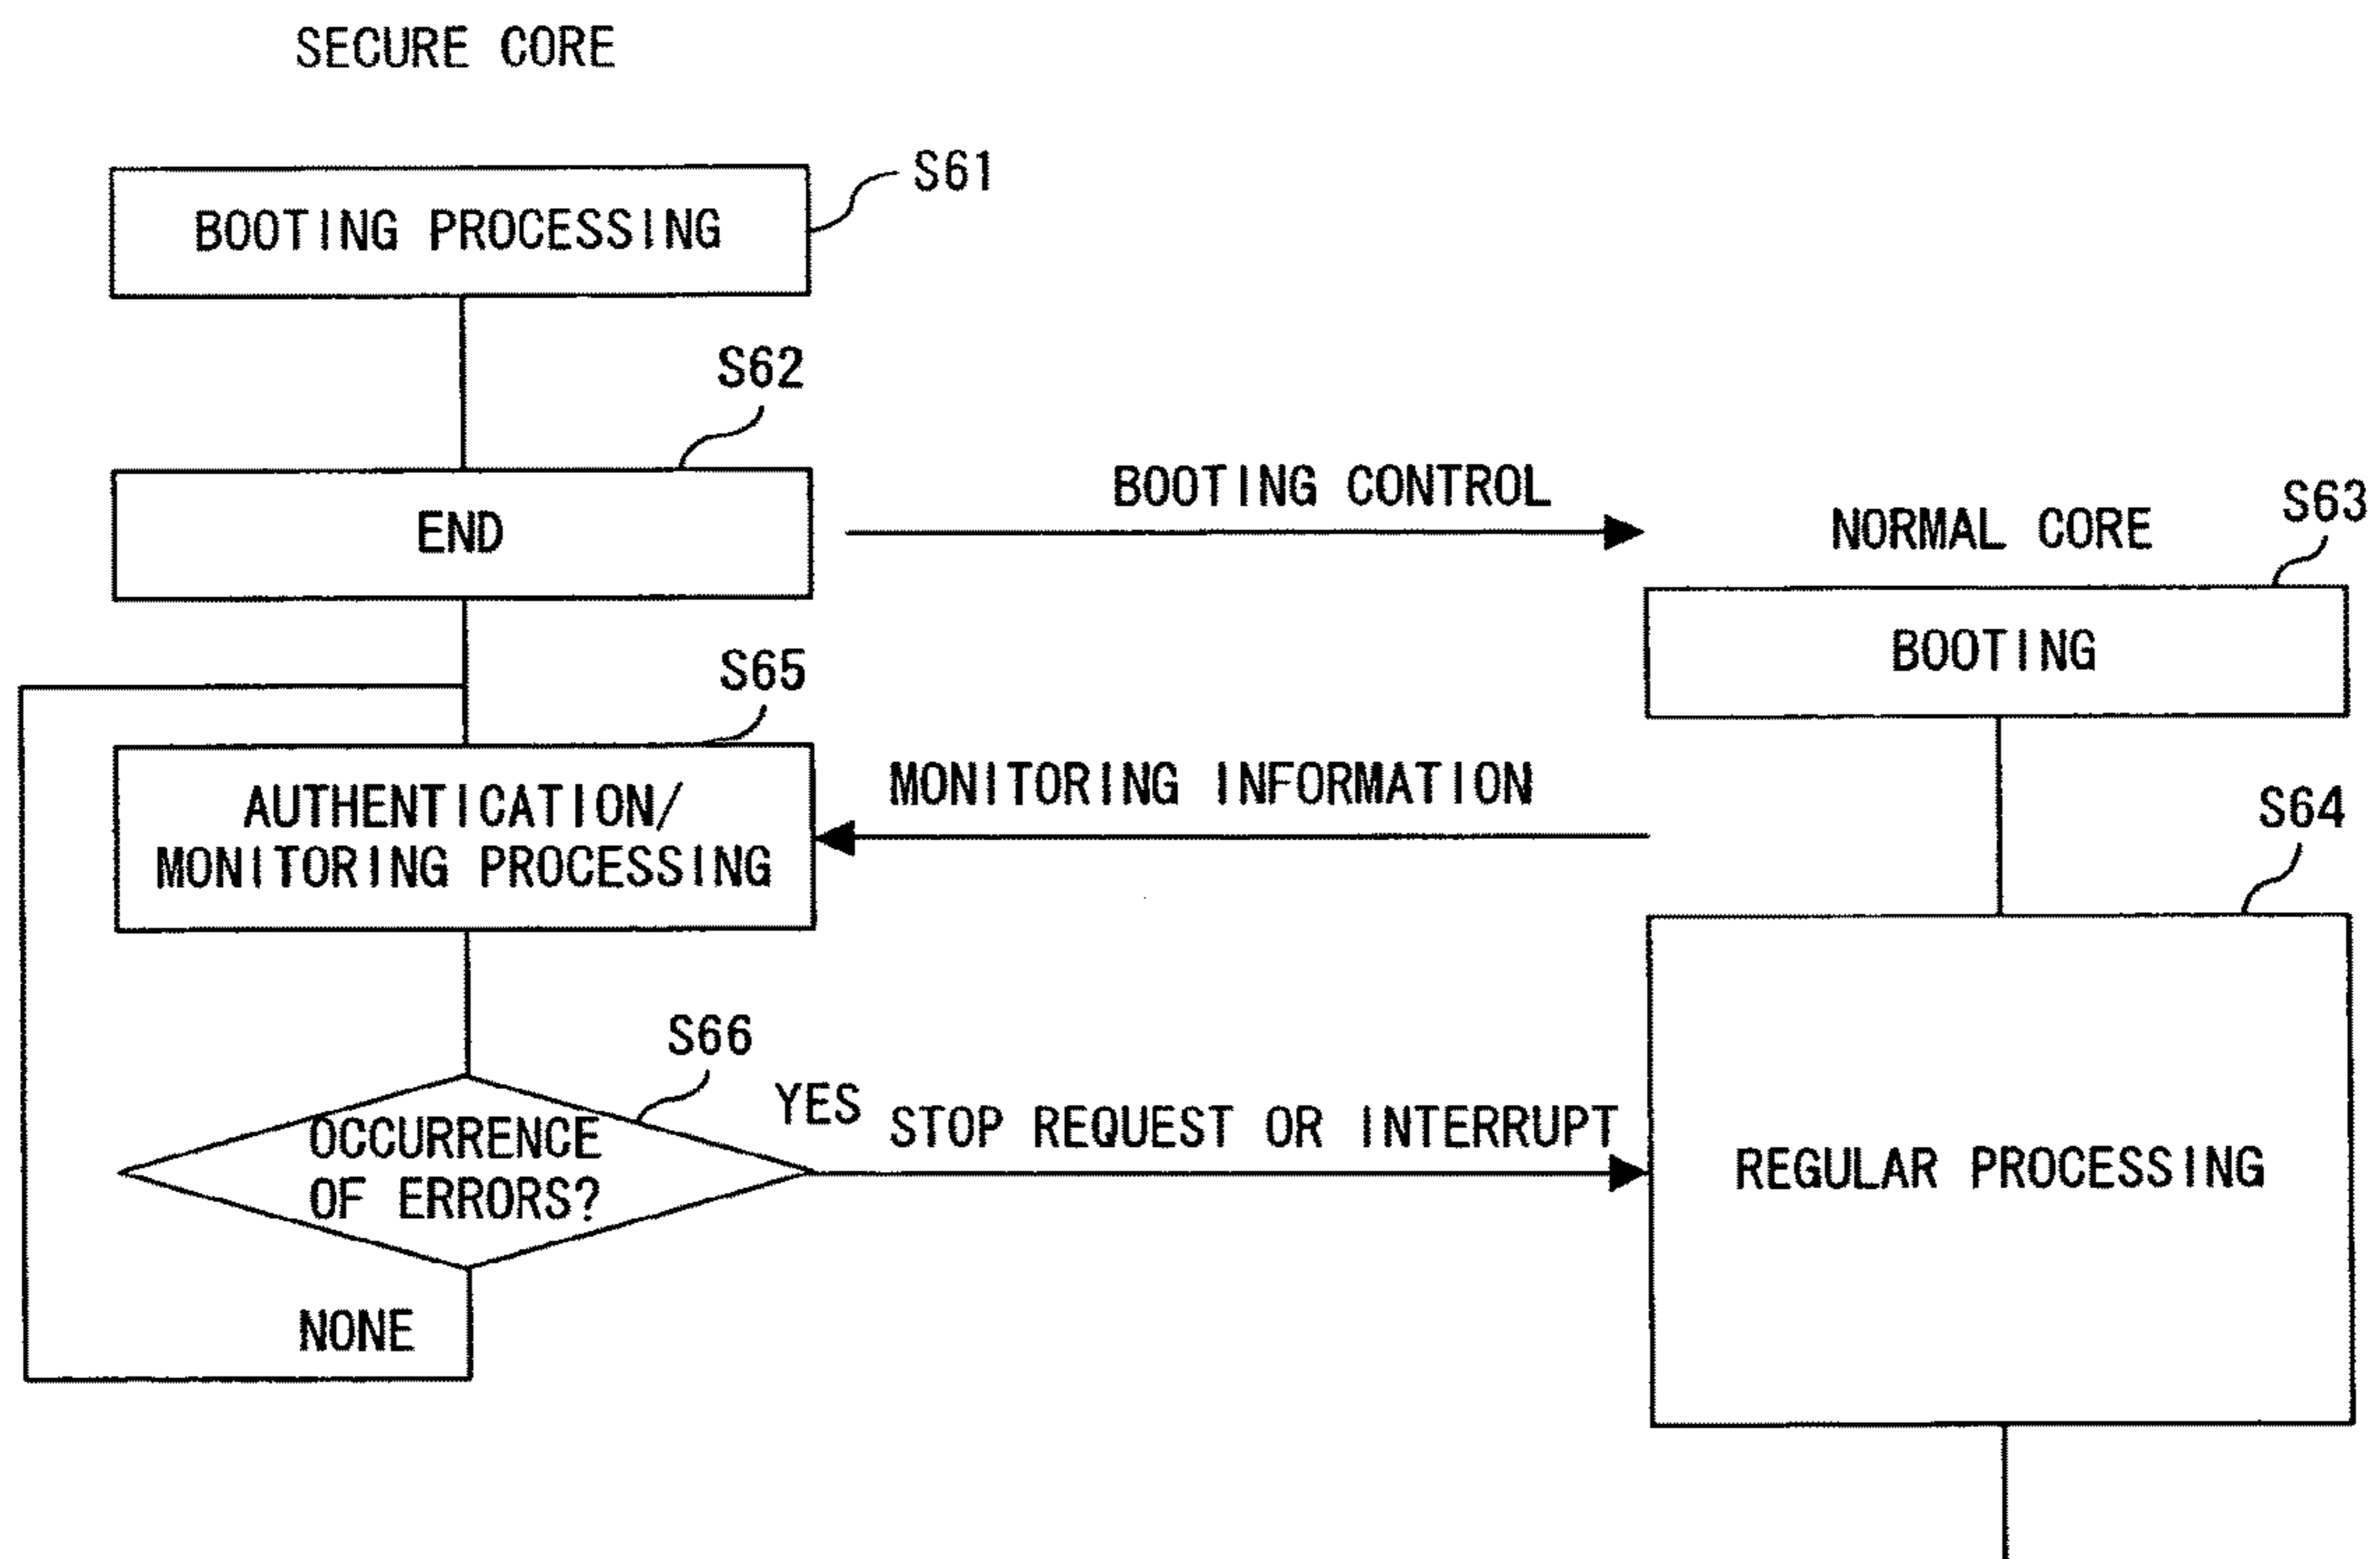 SECURE CORE
S61
BOOTING PROCESSING
S62
END
BOOTING CONTROL
NORMAL CORE
S63
BOOTING
S65
AUTHENTICATION/
MONITORING PROCESSING
MONITORING INFORMATION
S64
REGULAR PROCESSING
S66
OCCURRENCE
OF ERRORS?
YES
STOP REQUEST OR INTERRUPT
NONE